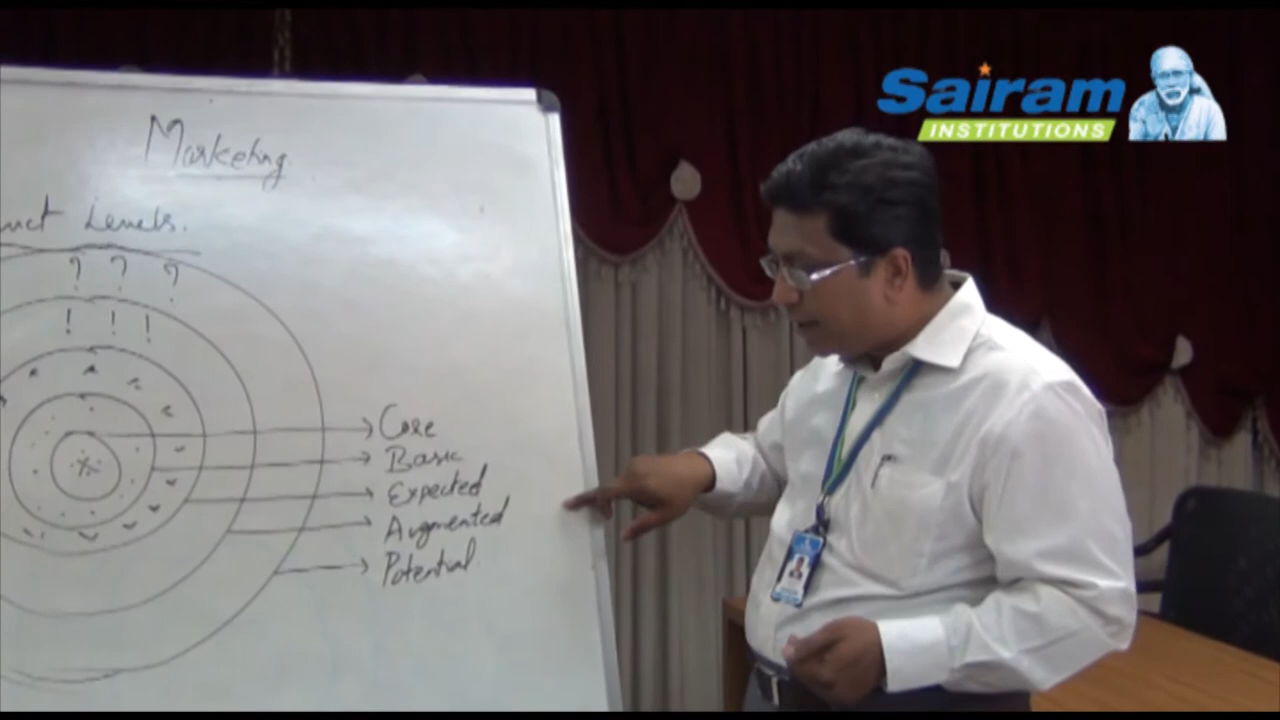 Sairam
INSTITUTIONS
Marketing
uct Levels.
? ? ?
! ! !
Core
Basic
Expected
Augmented
Potential